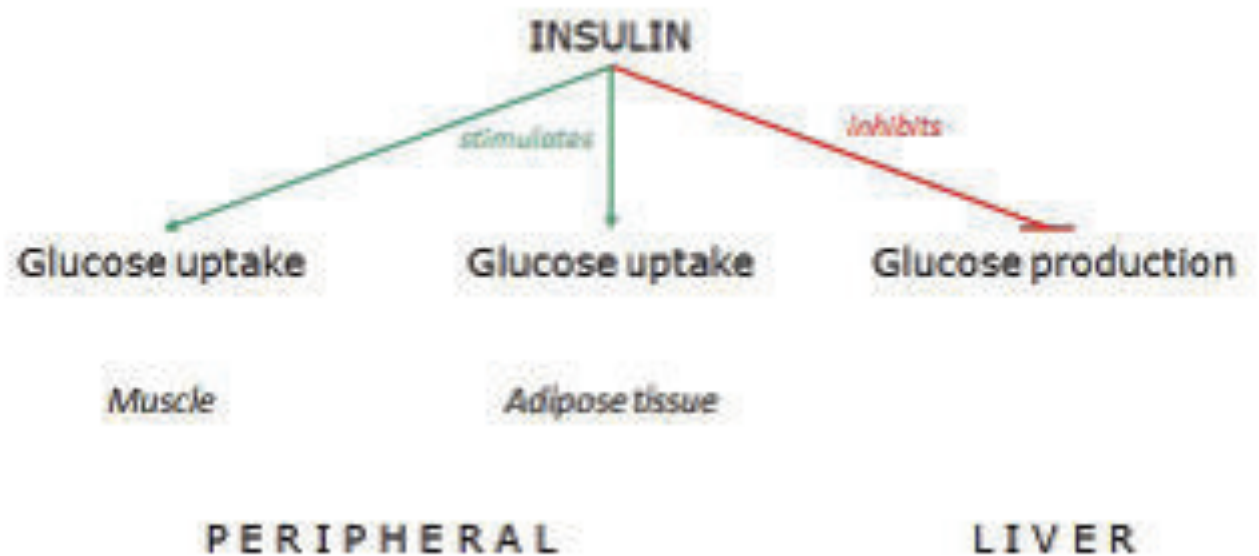 INSULIN
stimulates
inhibits
Glucose uptake
Glucose uptake
Glucose production
Muscle
Adipose tissue
PERIPHERAL
LIVER